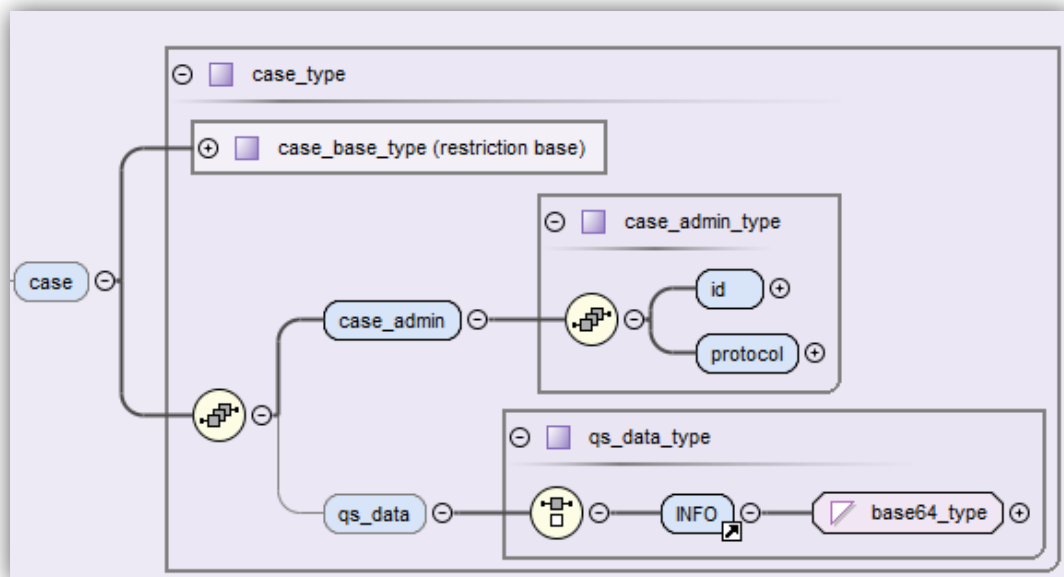 case_type
case_base_type (restriction base)
case_admin_type
id
case
case_admin
protocol
qs_data_type
qs_data
INFO
base64_type